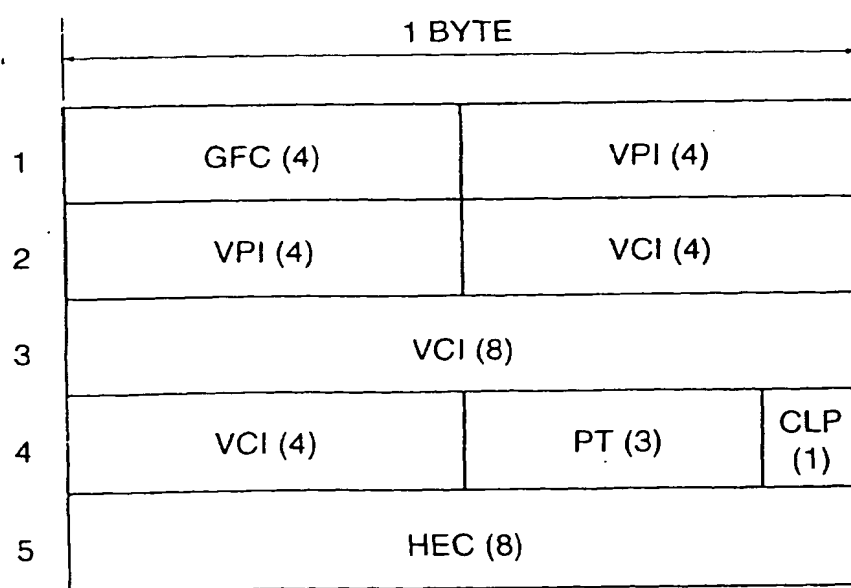 1 BYTE
1 GFC (4) VPI (4)
2 VPI (4) VCI (4)
3 VCI (8)
4 VCI (4) PT (3) CLP (1)
5 HEC (8)